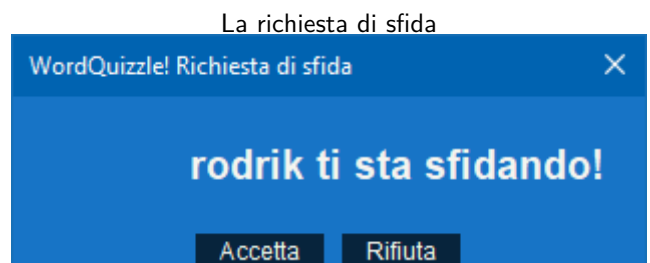 La richiesta di sfida
WordQuizzle! Richiesta di sfida
rodrik ti sta sfidando!
Accetta Rifiuta